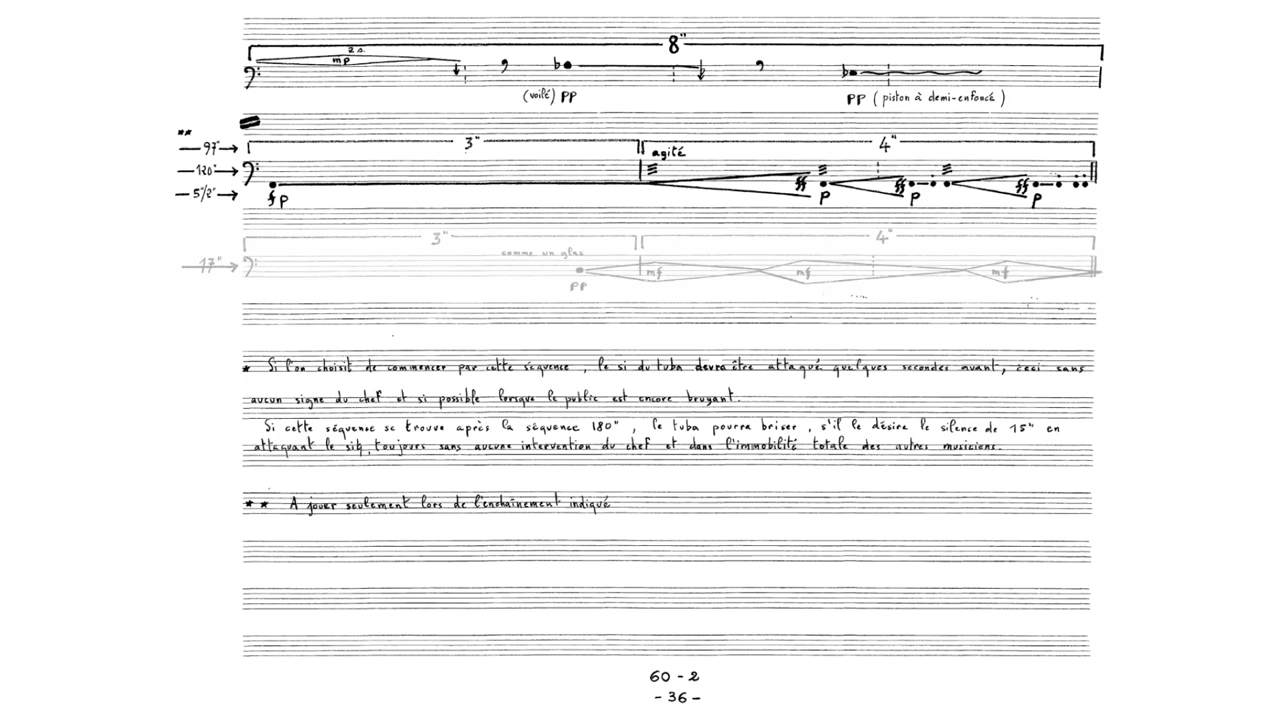 8"
2 s.
mp
(voilé) PP
PP ( piston à demi-enfoncé )
**
97"
3"
4"
agité
120"
5/2"
f p
ff
p
ff
p
ff
p
3"
4"
comme un glas
17"
mf
mf
mf
PP
* Si l'on choisit de commencer par cette séquence , le si du tuba devra être attaqué quelques secondes avant, ceci sans
aucun signe du chef et si possible lorsque le public est encore bruyant.
Si cette séquence se trouve après la séquence 180" , le tuba pourra briser , s'il le désire le silence de 15" en
attaquant le si♮, toujours sans aucune intervention du chef et dans l'immobilité totale des autres musiciens.
** A jouer seulement lors de l'enchaînement indiqué
60 - 2
- 36 -